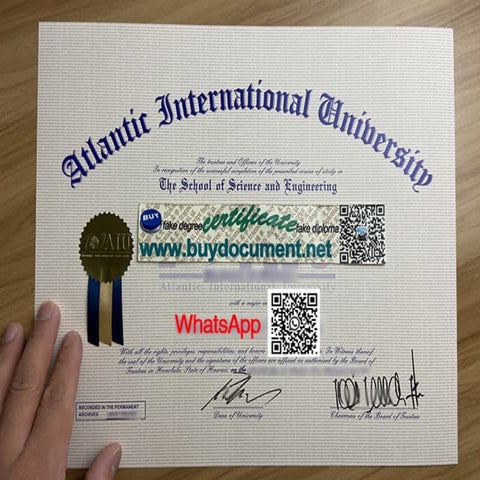 Atlantic International University
The trustees and Officers of the University
In recognition of the successful completion of the prescribed course of study in
The School of Science and Engineering
BUY
fake degree
certificate
fake diploma
www.buydocument.net
AIU
Atlantic International University
with a major in
WhatsApp
With all the rights, privileges, responsibilities, and honors In Witness thereof,
the seal of the University and the signatures of the officers are affixed as authorised by the Board of
Trustees in Honolulu, State of Hawaii, on the
RECORDED IN THE PERMANENT
ARCHIVES
Dean of University
Chairman of the Board of Trustees